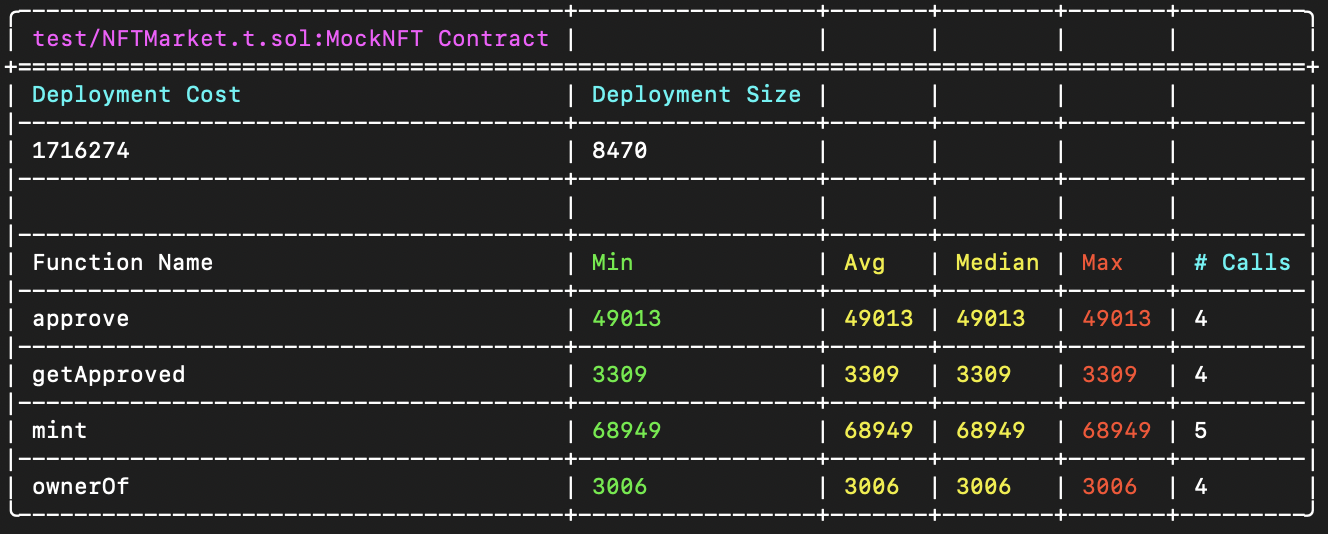 test/NFTMarket.t.sol:MockNFT Contract
Deployment Cost | Deployment Size
1716274 | 8470
Function Name | Min | Avg | Median | Max | # Calls
approve | 49013 | 49013 | 49013 | 49013 | 4
getApproved | 3309 | 3309 | 3309 | 3309 | 4
mint | 68949 | 68949 | 68949 | 68949 | 5
ownerOf | 3006 | 3006 | 3006 | 3006 | 4